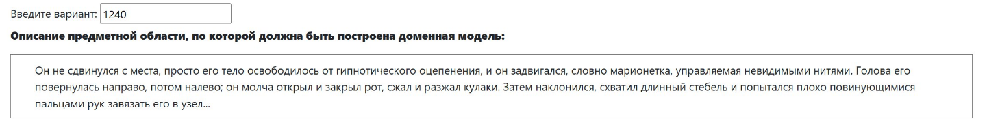 Введите вариант: 1240
Описание предметной области, по которой должна быть построена доменная модель:
Он не сдвинулся с места, просто его тело освободилось от гипнотического оцепенения, и он задвигался, словно марионетка, управляемая невидимыми нитями. Голова его
повернулась направо, потом налево; он молча открыл и закрыл рот, сжал и разжал кулаки. Затем наклонился, схватил длинный стебель и попытался плохо повинующимися
пальцами рук завязать его в узел...